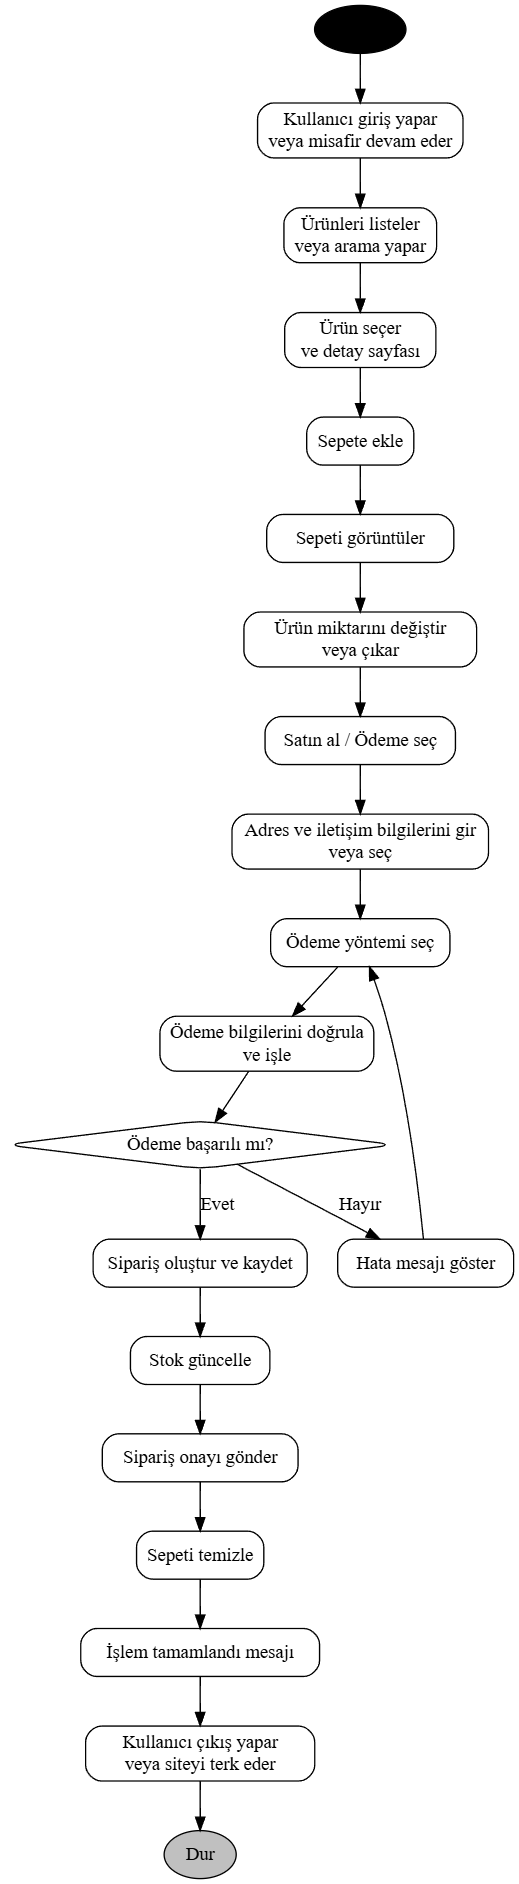 Kullanıcı giriş yapar
veya misafir devam eder
Ürünleri listeler
veya arama yapar
Ürün seçer
ve detay sayfası
Sepete ekle
Sepeti görüntüler
Ürün miktarını değiştir
veya çıkar
Satın al / Ödeme seç
Adres ve iletişim bilgilerini gir
veya seç
Ödeme yöntemi seç
Ödeme bilgilerini doğrula
ve işle
Ödeme başarılı mı?
Evet
Hayır
Sipariş oluştur ve kaydet
Hata mesajı göster
Stok güncelle
Sipariş onayı gönder
Sepeti temizle
İşlem tamamlandı mesajı
Kullanıcı çıkış yapar
veya siteyi terk eder
Dur